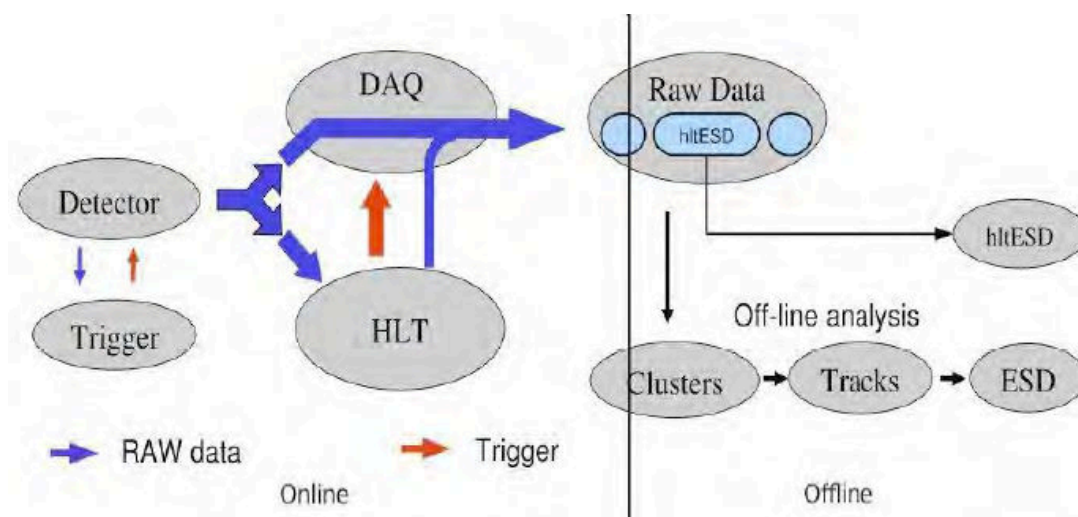 DAQ
Raw Data
hltESD
Detector
hltESD
Trigger
HLT
Off-line analysis
Clusters
Tracks
ESD
RAW data
Trigger
Online
Offline